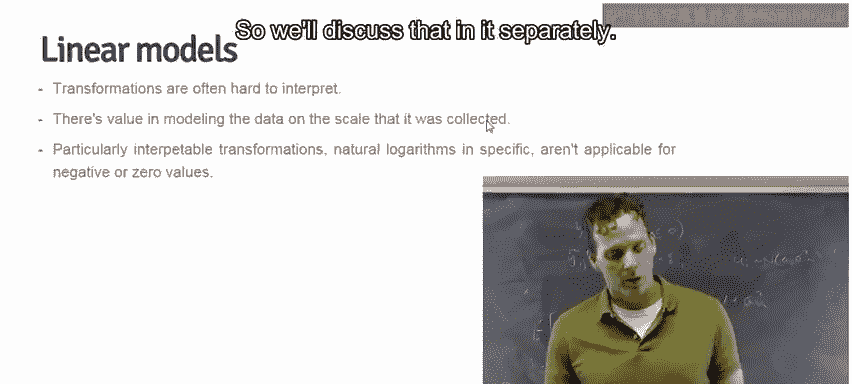 So we'll discuss that in it separately.
Linear models
- Transformations are often hard to interpret.
- There's value in modeling the data on the scale that it was collected.
- Particularly interpetable transformations, natural logarithms in specific, aren't applicable for
negative or zero values.